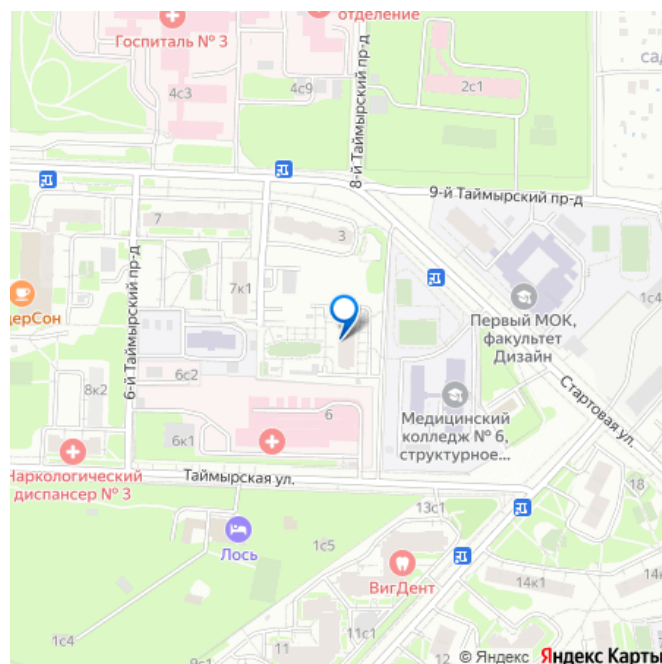 отделение
Госпиталь № 3
4с3
4с9
2с1
8-й Таймырский пр-д
9-й Таймырский пр-д
7
3
7к1
6-й Таймырский пр-д
1с4
Первый МОК,
факультет
Дизайн
6с2
8к2
6
6к1
Медицинский
колледж № 6,
структурное...
Стартовая ул.
Наркологический
диспансер № 3
Таймырская ул.
18
13с1
Лось
1с5
ВигДент
14к1
1с4
11
11с1
12
© Яндекс Яндекс Карты